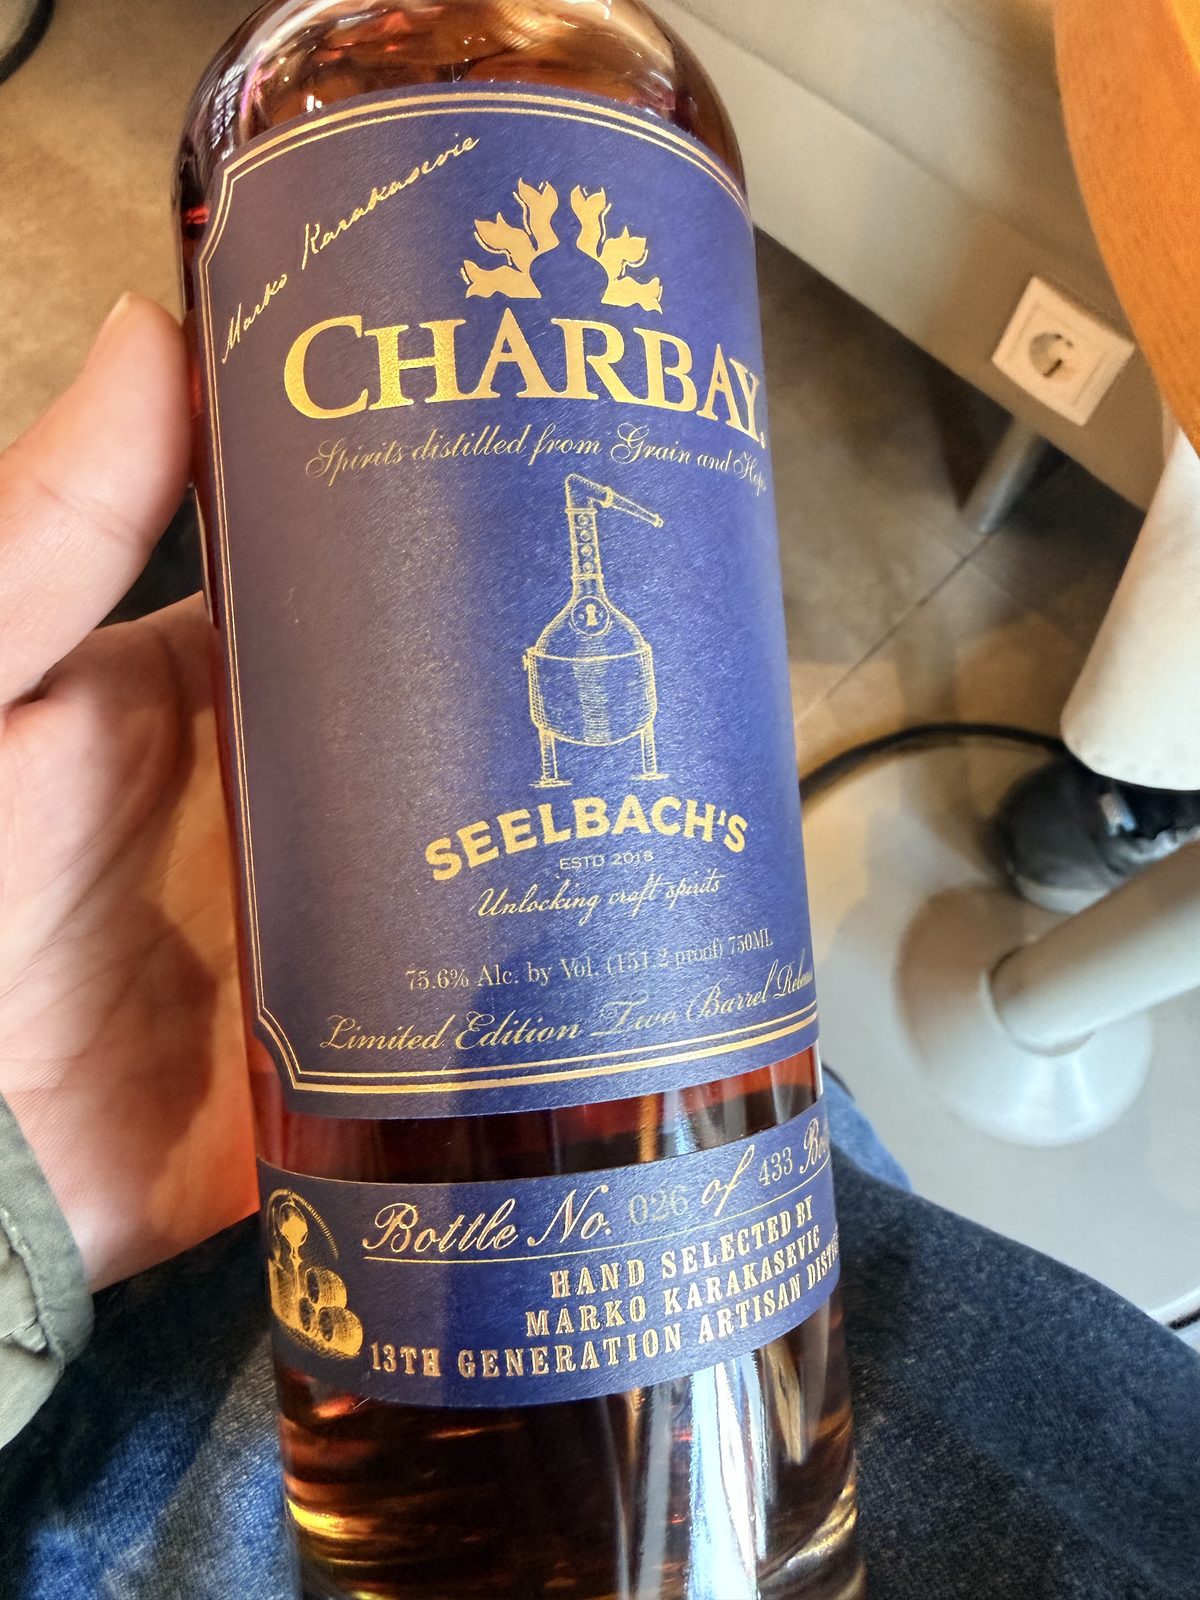 Marko Karakasevic
CHARBAY.
Spirits distilled from Grain and Hops
SEELBACH'S
ESTD 2018
Unlocking craft spirits
75.6% Alc. by Vol. (151.2 proof) 750ML
Limited Edition Two Barrel
Bottle No. 026 of 433
HAND SELECTED BY
MARKO KARAKASEVIC
13TH GENERATION ARTISAN